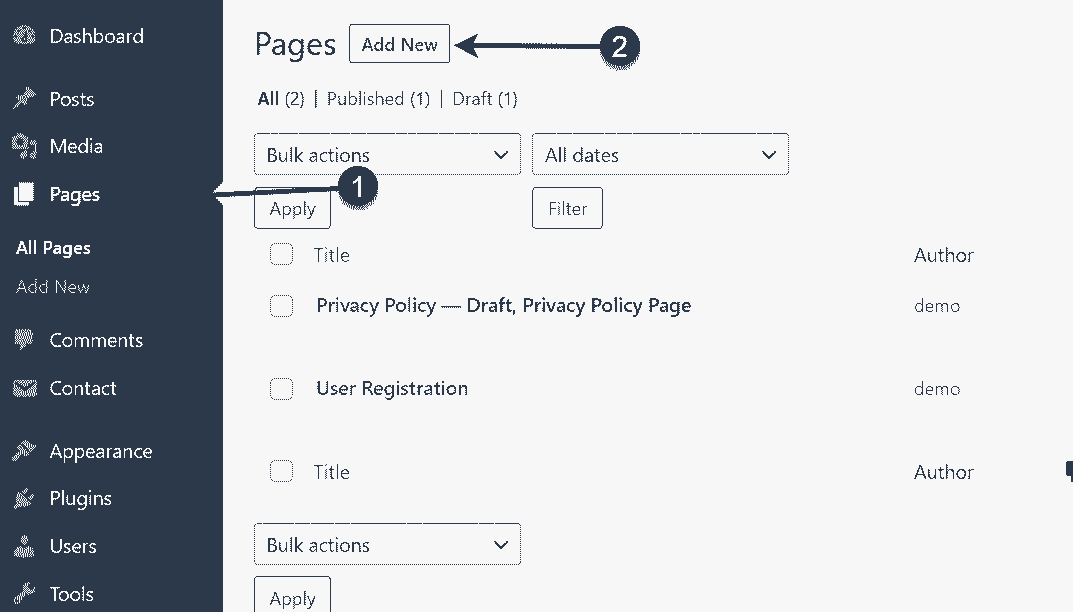 Dashboard
Posts
Media
Pages
All Pages
Add New
Comments
Contact
Appearance
Plugins
Users
Tools
Pages Add New 2
All (2) | Published (1) | Draft (1)
Bulk actions All dates
1
Apply Filter
Title Author
Privacy Policy — Draft, Privacy Policy Page demo
User Registration demo
Title Author
Bulk actions
Apply